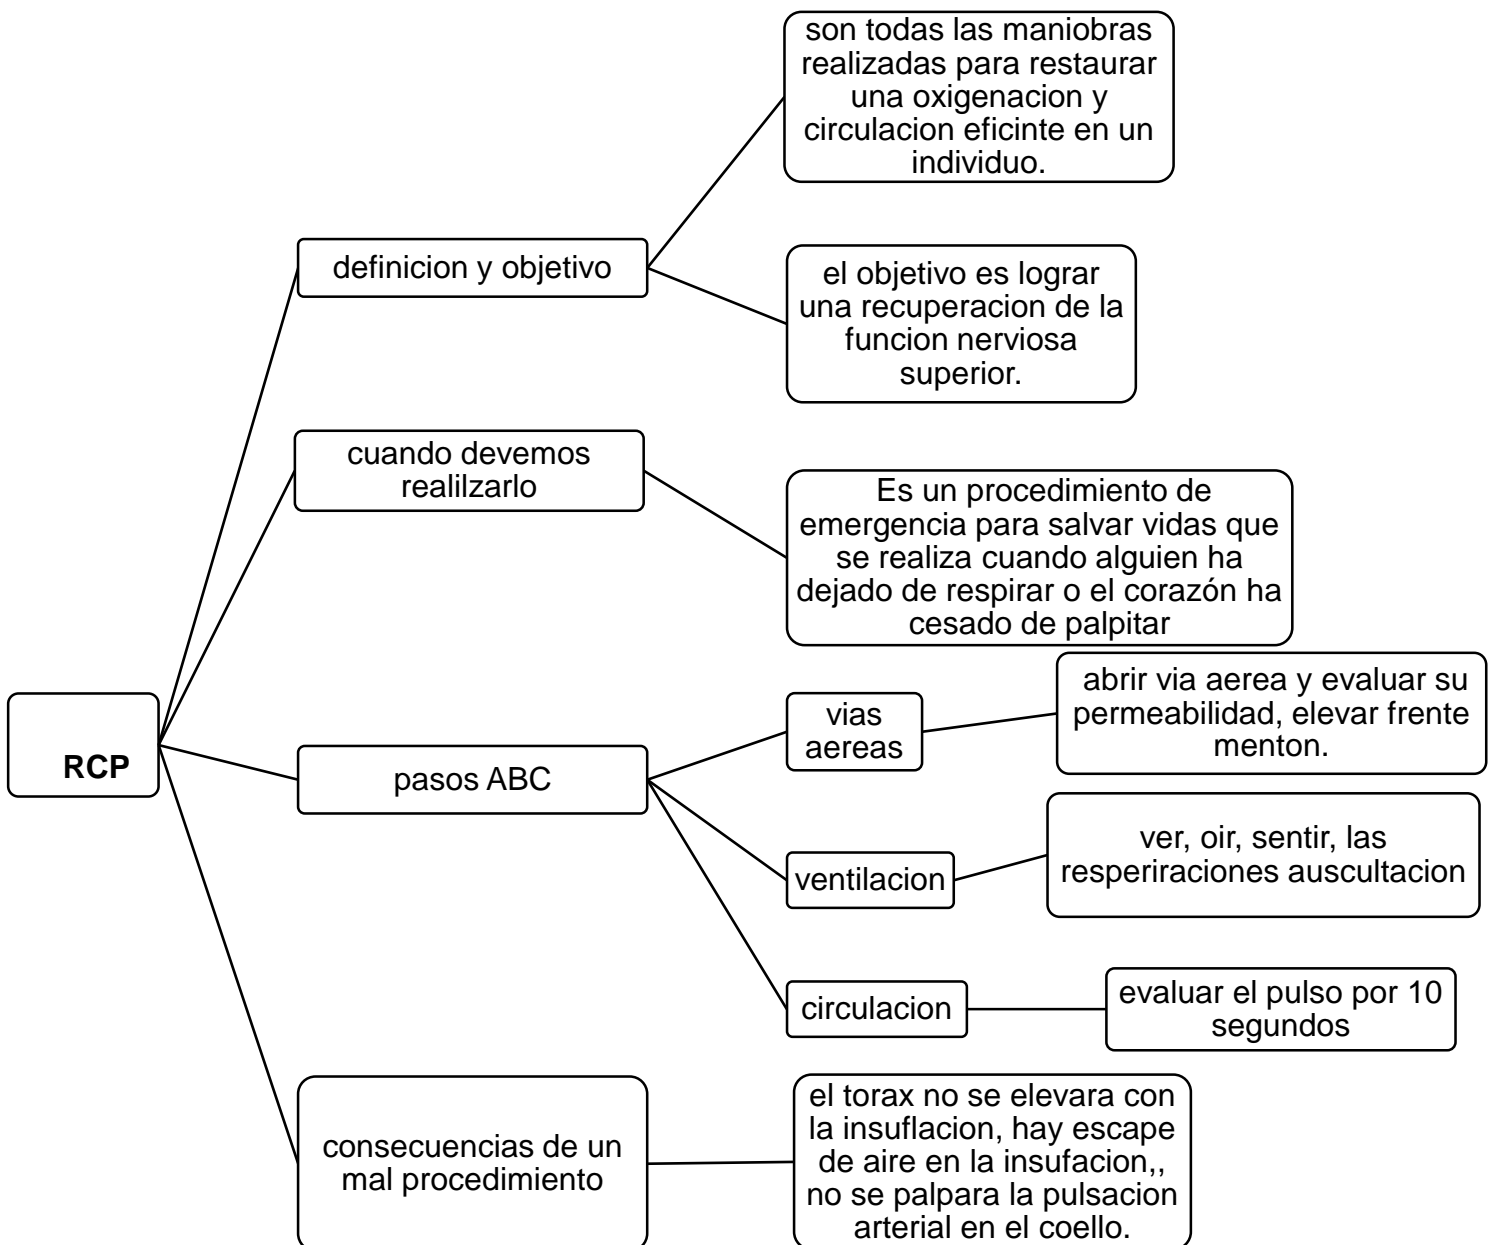 RCP
definicion y objetivo
son todas las maniobras
realizadas para restaurar
una oxigenacion y
circulacion eficinte en un
individuo.
el objetivo es lograr
una recuperacion de la
funcion nerviosa
superior.
cuando devemos
realilzarlo
Es un procedimiento de
emergencia para salvar vidas que
se realiza cuando alguien ha
dejado de respirar o el corazón ha
cesado de palpitar
pasos ABC
vias
aereas
abrir via aerea y evaluar su
permeabilidad, elevar frente
menton.
ventilacion
ver, oir, sentir, las
resperiraciones auscultacion
circulacion
evaluar el pulso por 10
segundos
consecuencias de un
mal procedimiento
el torax no se elevara con
la insuflacion, hay escape
de aire en la insufacion,,
no se palpara la pulsacion
arterial en el coello.